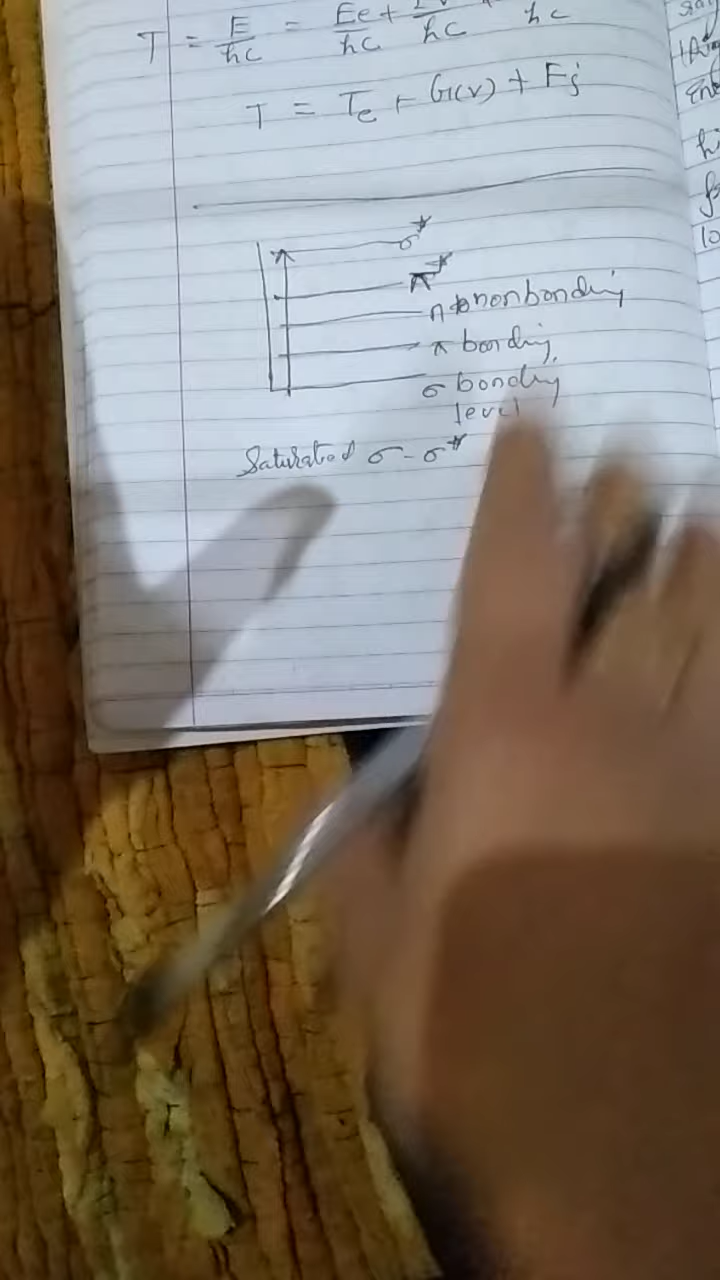 T = E/hc = Ee/hc + /hc hc
T = Te + G(v) + Fj
σ*
π*
n nonbonding
π bonding
σ bonding
level
Saturated σ - σ*